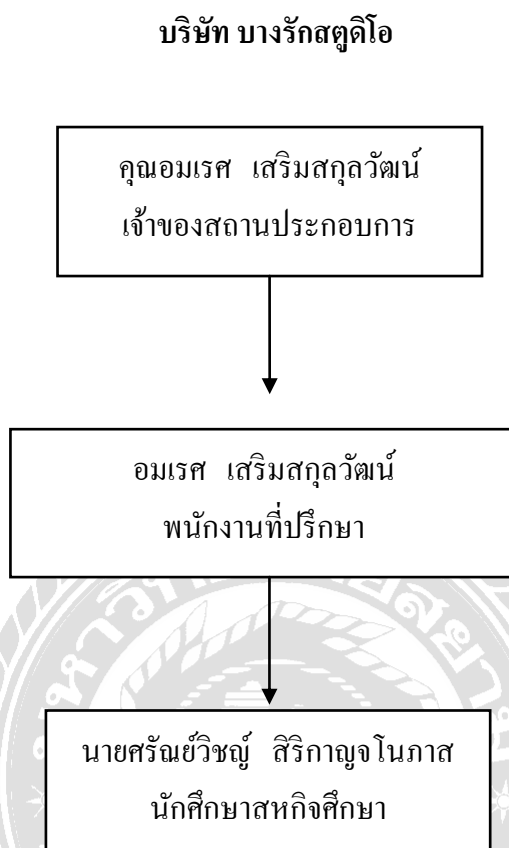 บริษัท บางรักสตูดิโอ
คุณอมเรศ เสริมสกุลวัฒน์
เจ้าของสถานประกอบการ
อมเรศ เสริมสกุลวัฒน์
พนักงานที่ปรึกษา
นายศรัณย์วิชญ์ สิริกาญจโนภาส
นักศึกษาสหกิจศึกษา